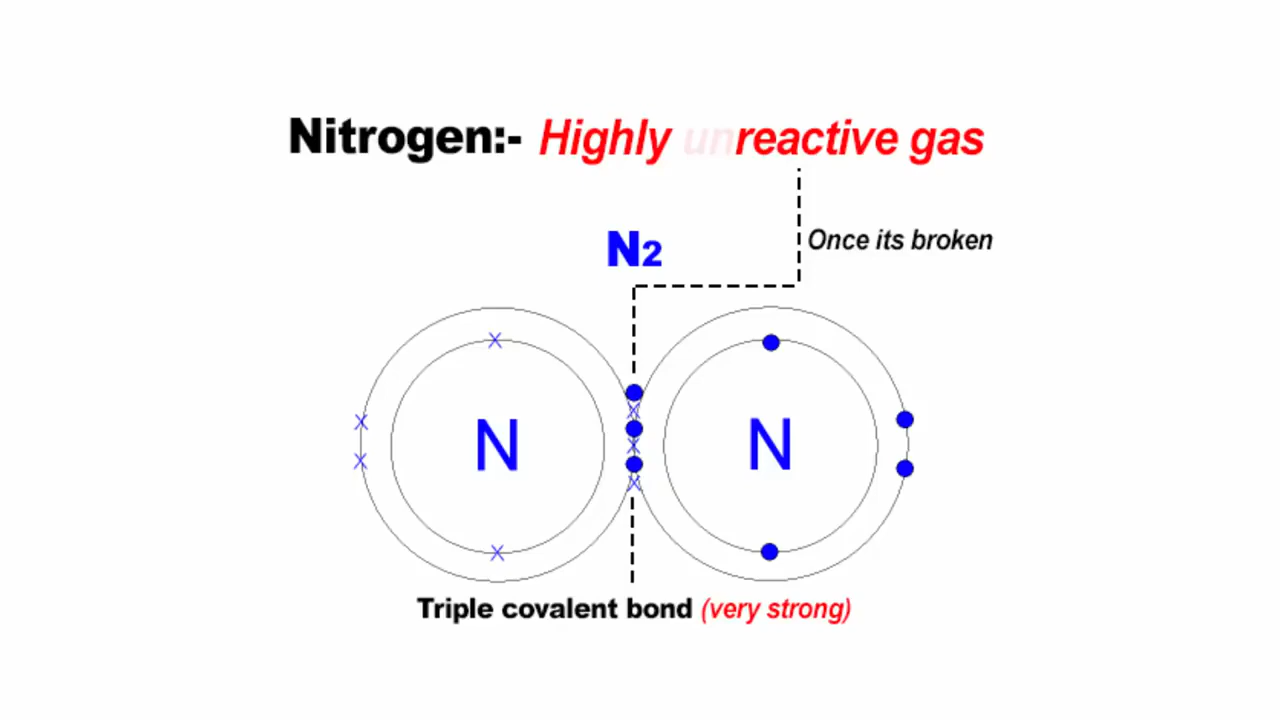 Nitrogen:- Highly unreactive gas
N2
Once its broken
N N
Triple covalent bond (very strong)